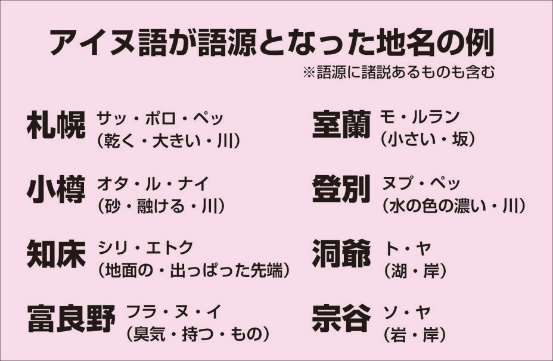 アイヌ語が語源となった地名の例
※語源に諸説あるものも含む
札幌 サッ・ポロ・ペッ
（乾く・大きい・川）
小樽 オタ・ル・ナイ
（砂・融ける・川）
知床 シリ・エトク
（地面の・出っぱった先端）
富良野 フラ・ヌ・イ
（臭気・持つ・もの）
室蘭 モ・ルラン
（小さい・坂）
登別 ヌプ・ペッ
（水の色の濃い・川）
洞爺 ト・ヤ
（湖・岸）
宗谷 ソ・ヤ
（岩・岸）